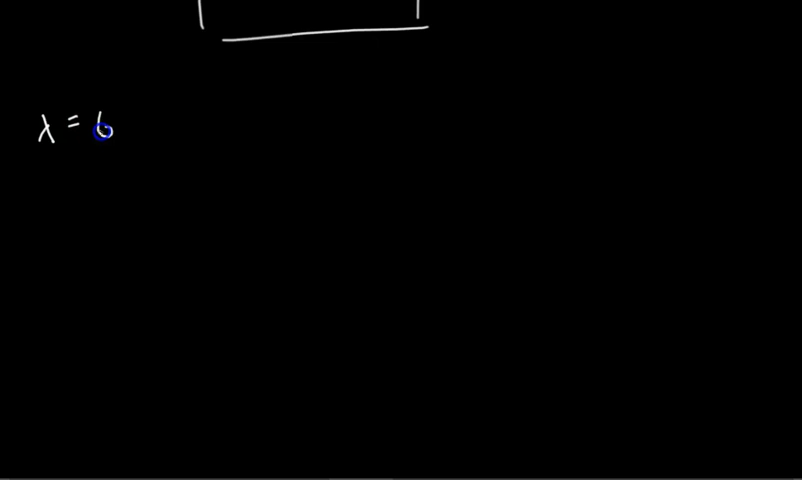 λ = 6